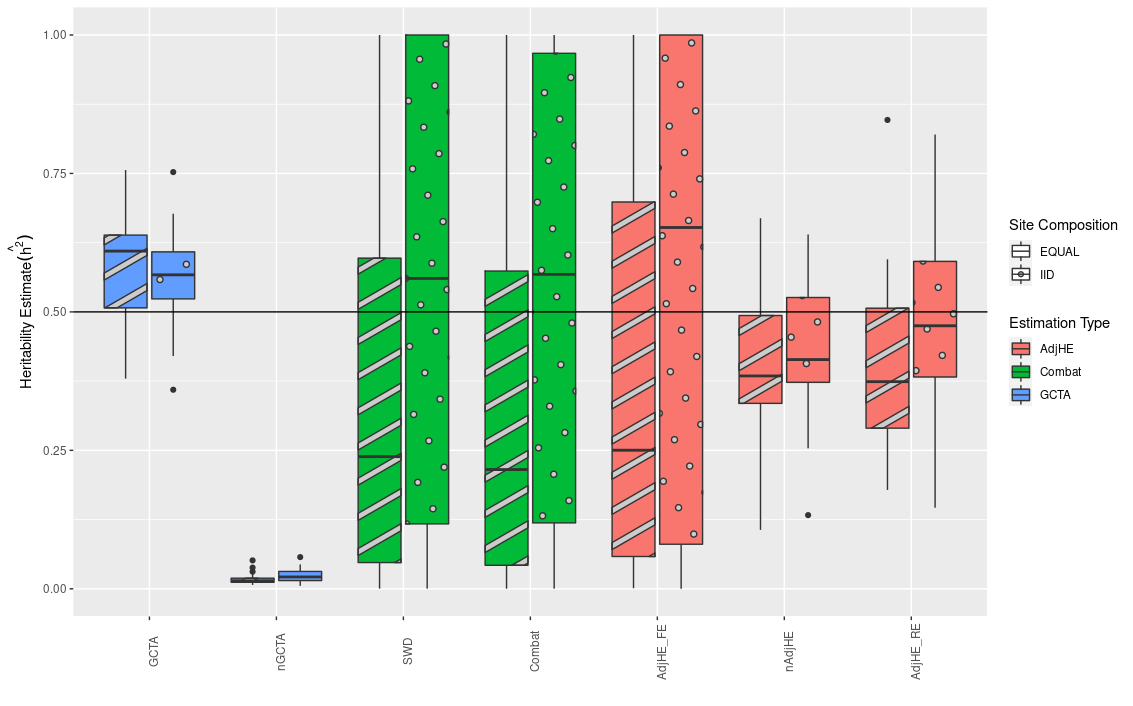 Heritability Estimate(ĥ²)
1.00
0.75
0.50
0.25
0.00
GCTA
nGCTA
SWD
Combat
AdjHE_FE
nAdjHE
AdjHE_RE
Site Composition
EQUAL
IID
Estimation Type
AdjHE
Combat
GCTA